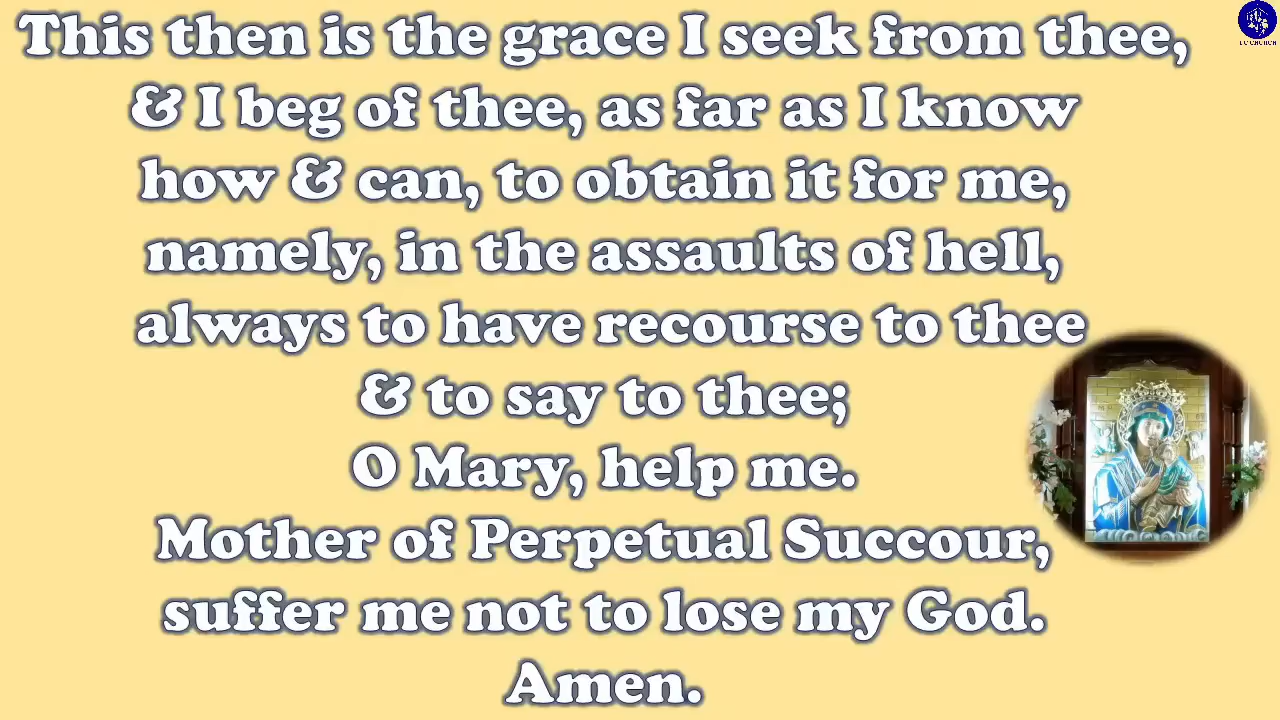 This then is the grace I seek from thee,
& I beg of thee, as far as I know
how & can, to obtain it for me,
namely, in the assaults of hell,
always to have recourse to thee
& to say to thee;
O Mary, help me.
Mother of Perpetual Succour,
suffer me not to lose my God.
Amen.